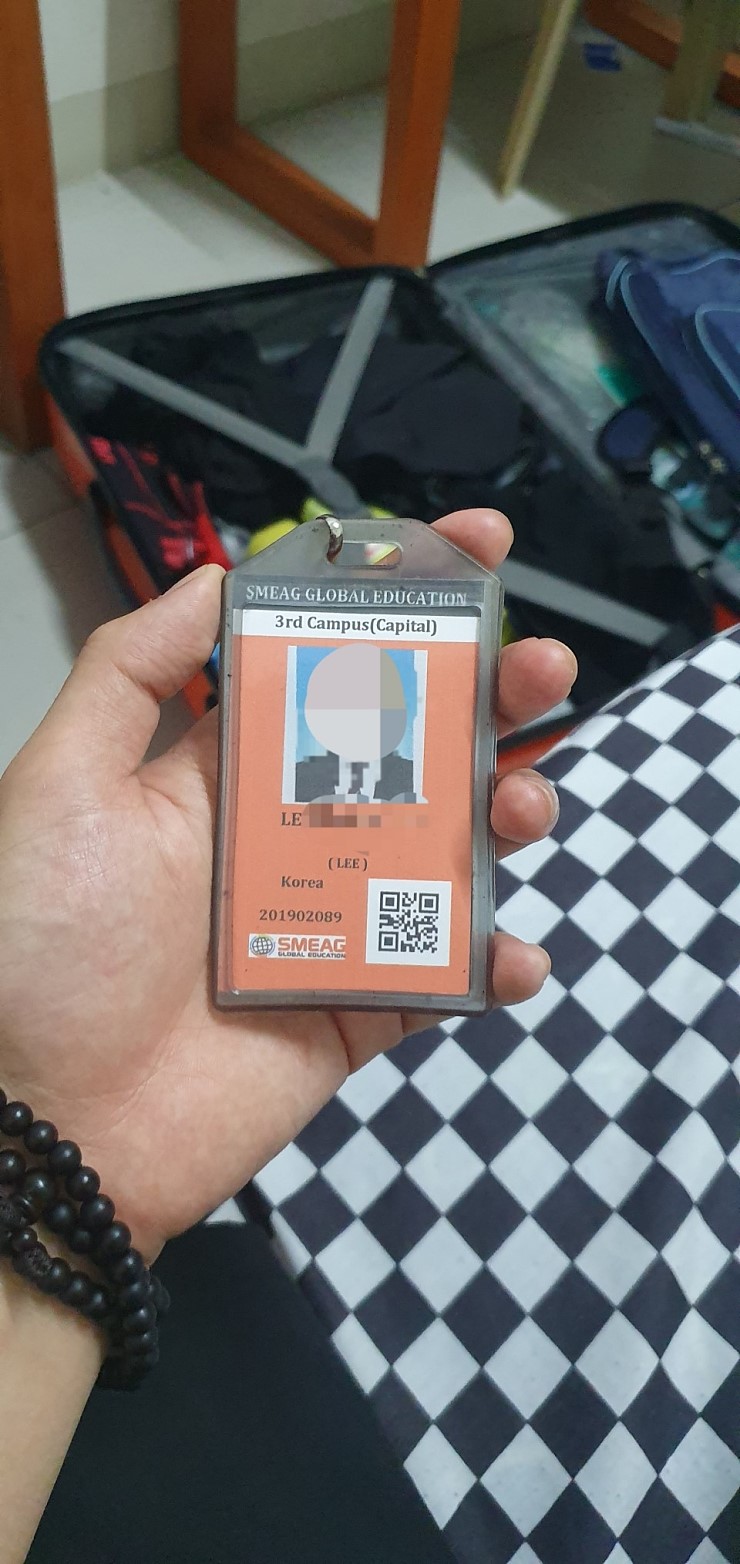 SMEAG GLOBAL EDUCATION
3rd Campus(Capital)
LE
( LEE )
Korea
201902089
SMEAG
GLOBAL EDUCATION